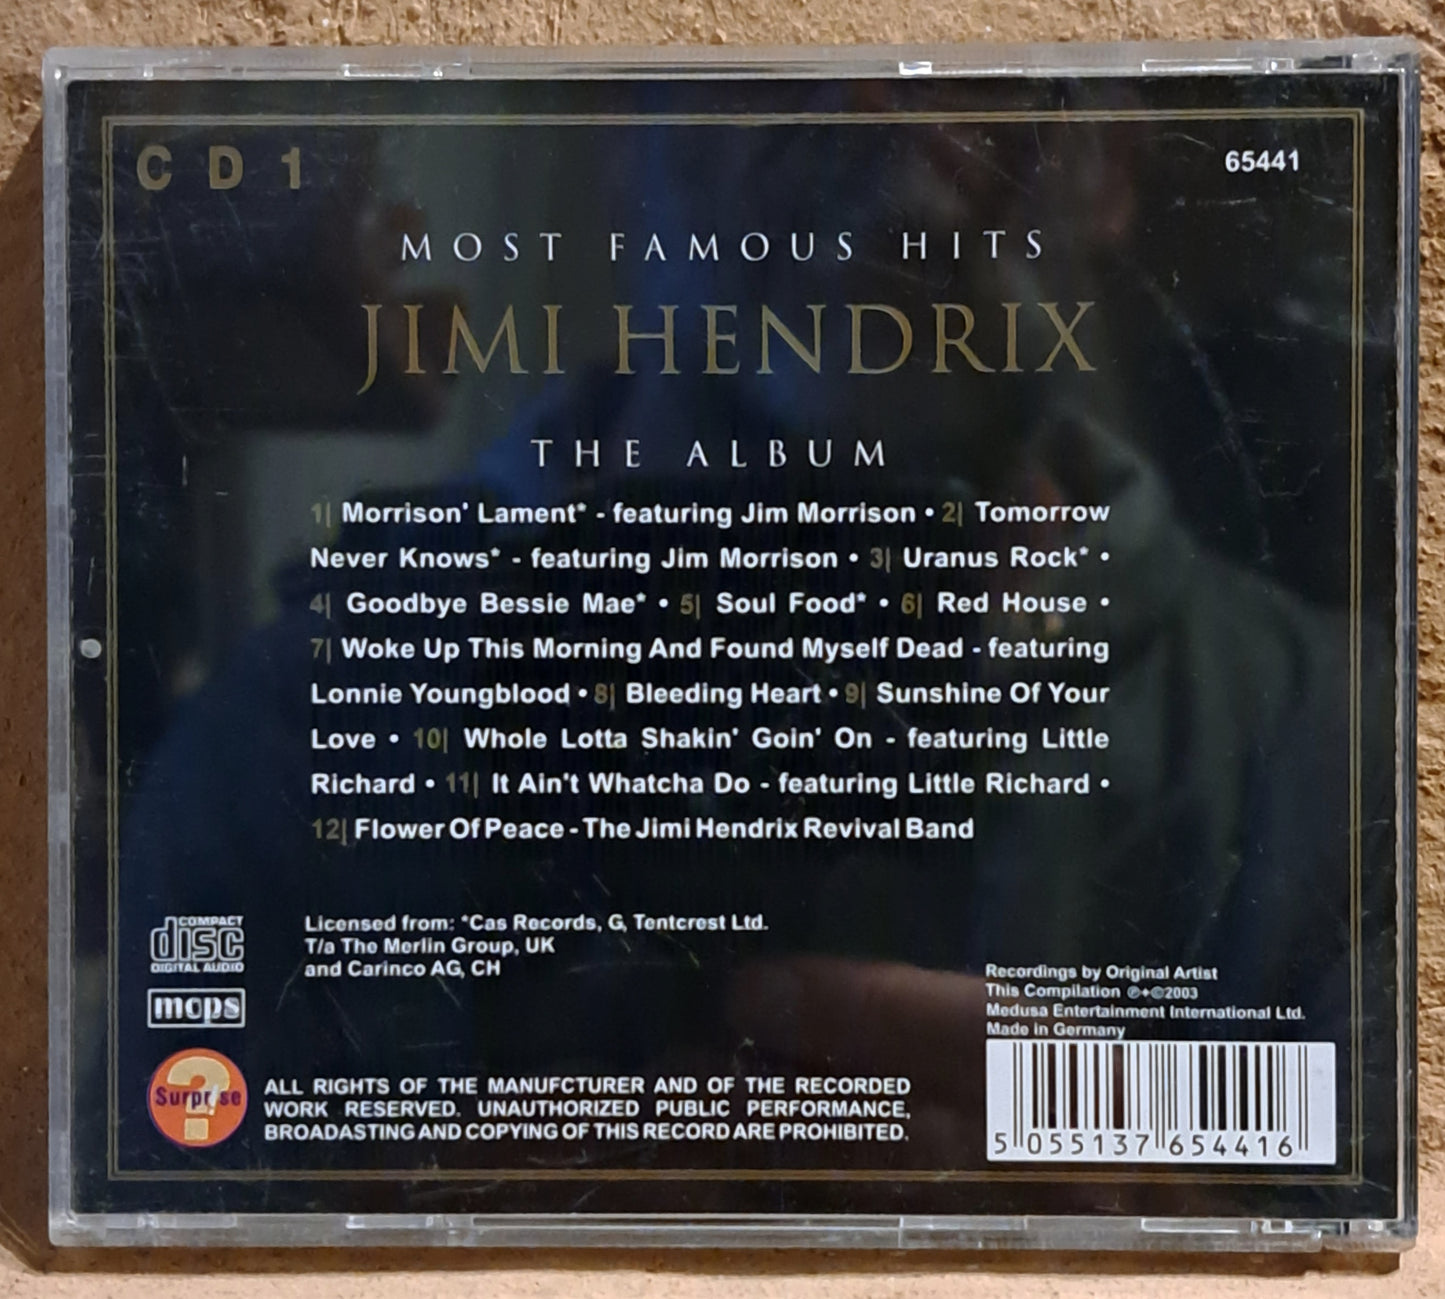 CD1
65441
MOST FAMOUS HITS
JIMI HENDRIX
THE ALBUM
1| Morrison' Lament* - featuring Jim Morrison • 2| Tomorrow
Never Knows* - featuring Jim Morrison • 3| Uranus Rock* •
4| Goodbye Bessie Mae* • 5| Soul Food* • 6| Red House •
7| Woke Up This Morning And Found Myself Dead - featuring
Lonnie Youngblood • 8| Bleeding Heart • 9| Sunshine Of Your
Love • 10| Whole Lotta Shakin' Goin' On - featuring Little
Richard • 11| It Ain't Whatcha Do - featuring Little Richard •
12| Flower Of Peace - The Jimi Hendrix Revival Band
COMPACT
disc
DIGITAL AUDIO
Licensed from: *Cas Records, G, Tentcrest Ltd.
T/a The Merlin Group, UK
and Carinco AG, CH
mcps
Recordings by Original Artist
This Compilation ℗+©2003
Medusa Entertainment International Ltd.
Made in Germany
?
Surprise
ALL RIGHTS OF THE MANUFCTURER AND OF THE RECORDED
WORK RESERVED. UNAUTHORIZED PUBLIC PERFORMANCE,
BROADASTING AND COPYING OF THIS RECORD ARE PROHIBITED.
5 055137 654416